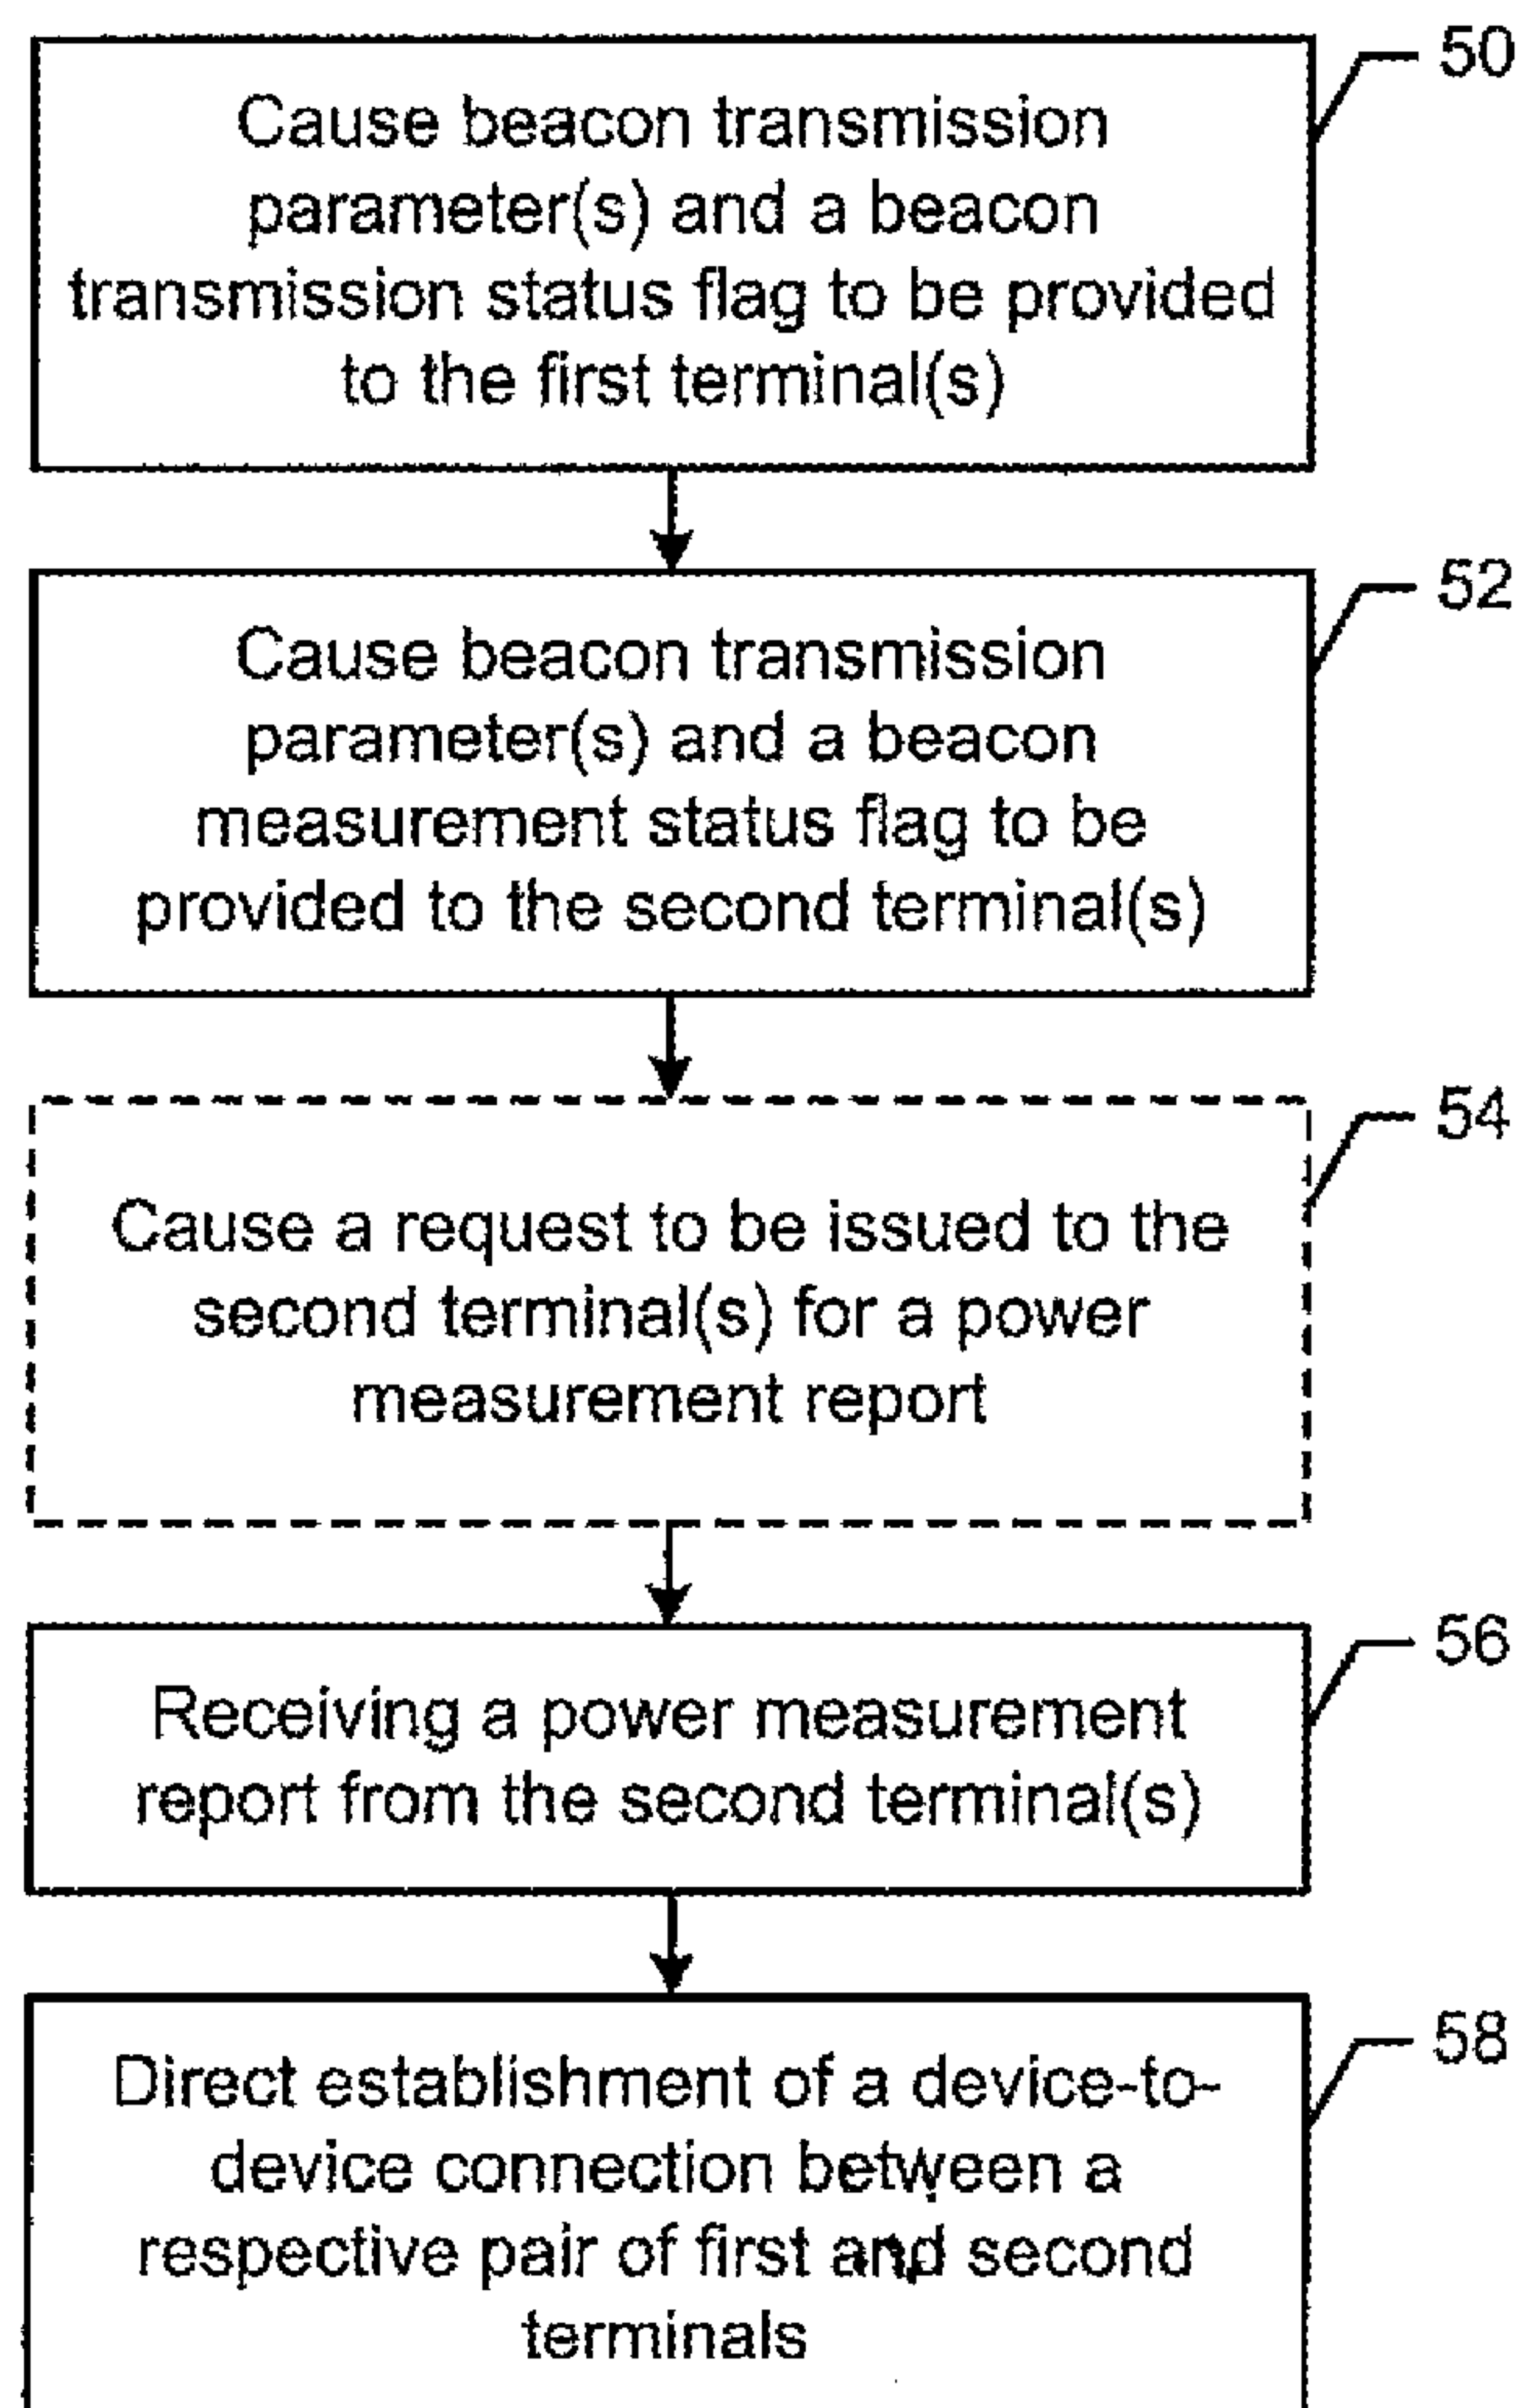 50
Cause beacon transmission
parameter(s) and a beacon
transmission status flag to be provided
to the first terminal(s)
52
Cause beacon transmission
parameter(s) and a beacon
measurement status flag to be
provided to the second terminal(s)
54
Cause a request to be issued to the
second terminal(s) for a power
measurement report
56
Receiving a power measurement
report from the second terminal(s)
58
Direct establishment of a device-to-
device connection between a
respective pair of first and second
terminals